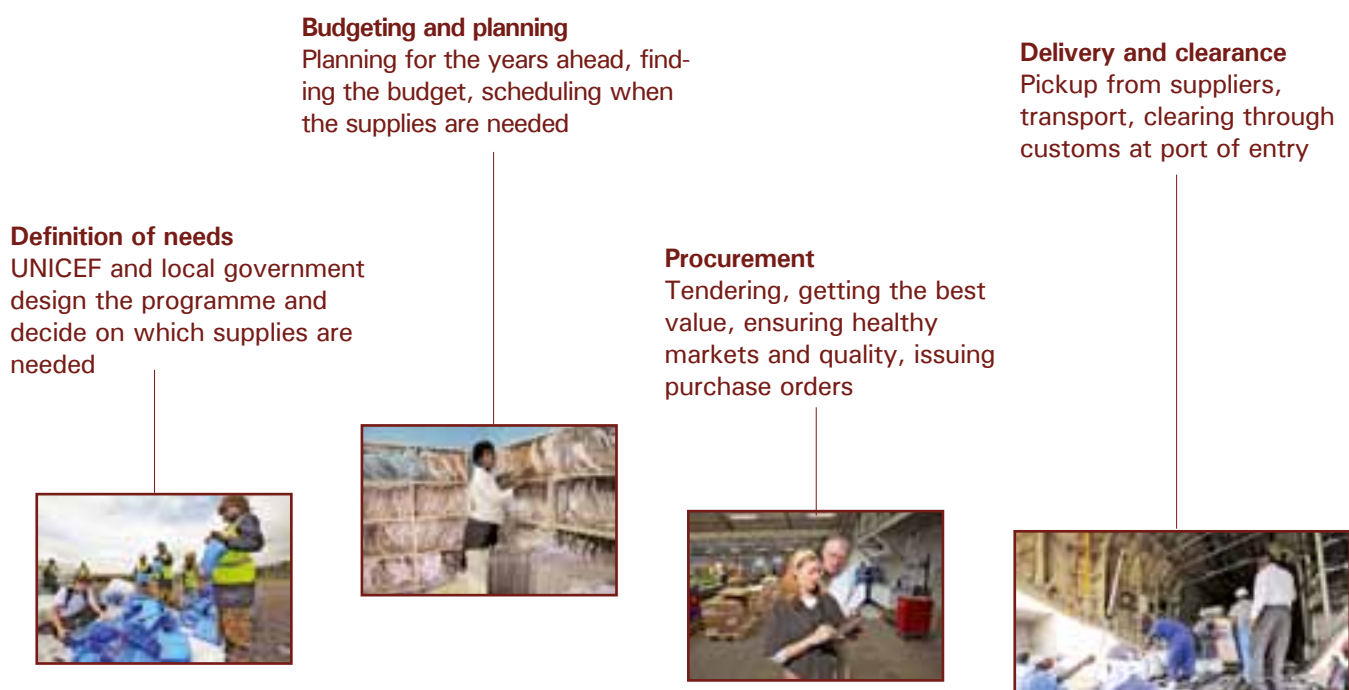 Definition of needs
UNICEF and local government
design the programme and
decide on which supplies are
needed
Budgeting and planning
Planning for the years ahead, find-
ing the budget, scheduling when
the supplies are needed
Procurement
Tendering, getting the best
value, ensuring healthy
markets and quality, issuing
purchase orders
Delivery and clearance
Pickup from suppliers,
transport, clearing through
customs at port of entry